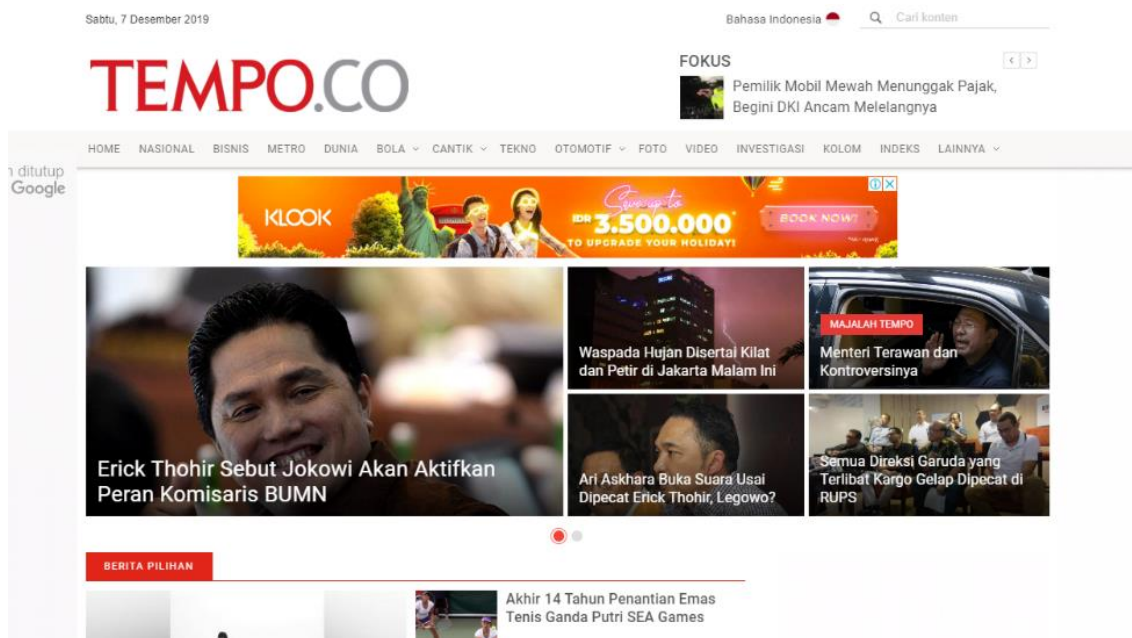 Sabtu, 7 Desember 2019
Bahasa Indonesia
Cari konten
TEMPO.CO
FOKUS
Pemilik Mobil Mewah Menunggak Pajak,
Begini DKI Ancam Melelangnya
HOME NASIONAL BISNIS METRO DUNIA BOLA CANTIK TEKNO OTOMOTIF FOTO VIDEO INVESTIGASI KOLOM INDEKS LAINNYA
ditutup
Google
KLOOK
Save up to
IDR 3.500.000*
TO UPGRADE YOUR HOLIDAY!
BOOK NOW!
Erick Thohir Sebut Jokowi Akan Aktifkan
Peran Komisaris BUMN
Waspada Hujan Disertai Kilat
dan Petir di Jakarta Malam Ini
MAJALAH TEMPO
Menteri Terawan dan
Kontroversinya
Ari Askhara Buka Suara Usai
Dipecat Erick Thohir, Legowo?
Semua Direksi Garuda yang
Terlibat Kargo Gelap Dipecat di
RUPS
BERITA PILIHAN
Akhir 14 Tahun Penantian Emas
Tenis Ganda Putri SEA Games